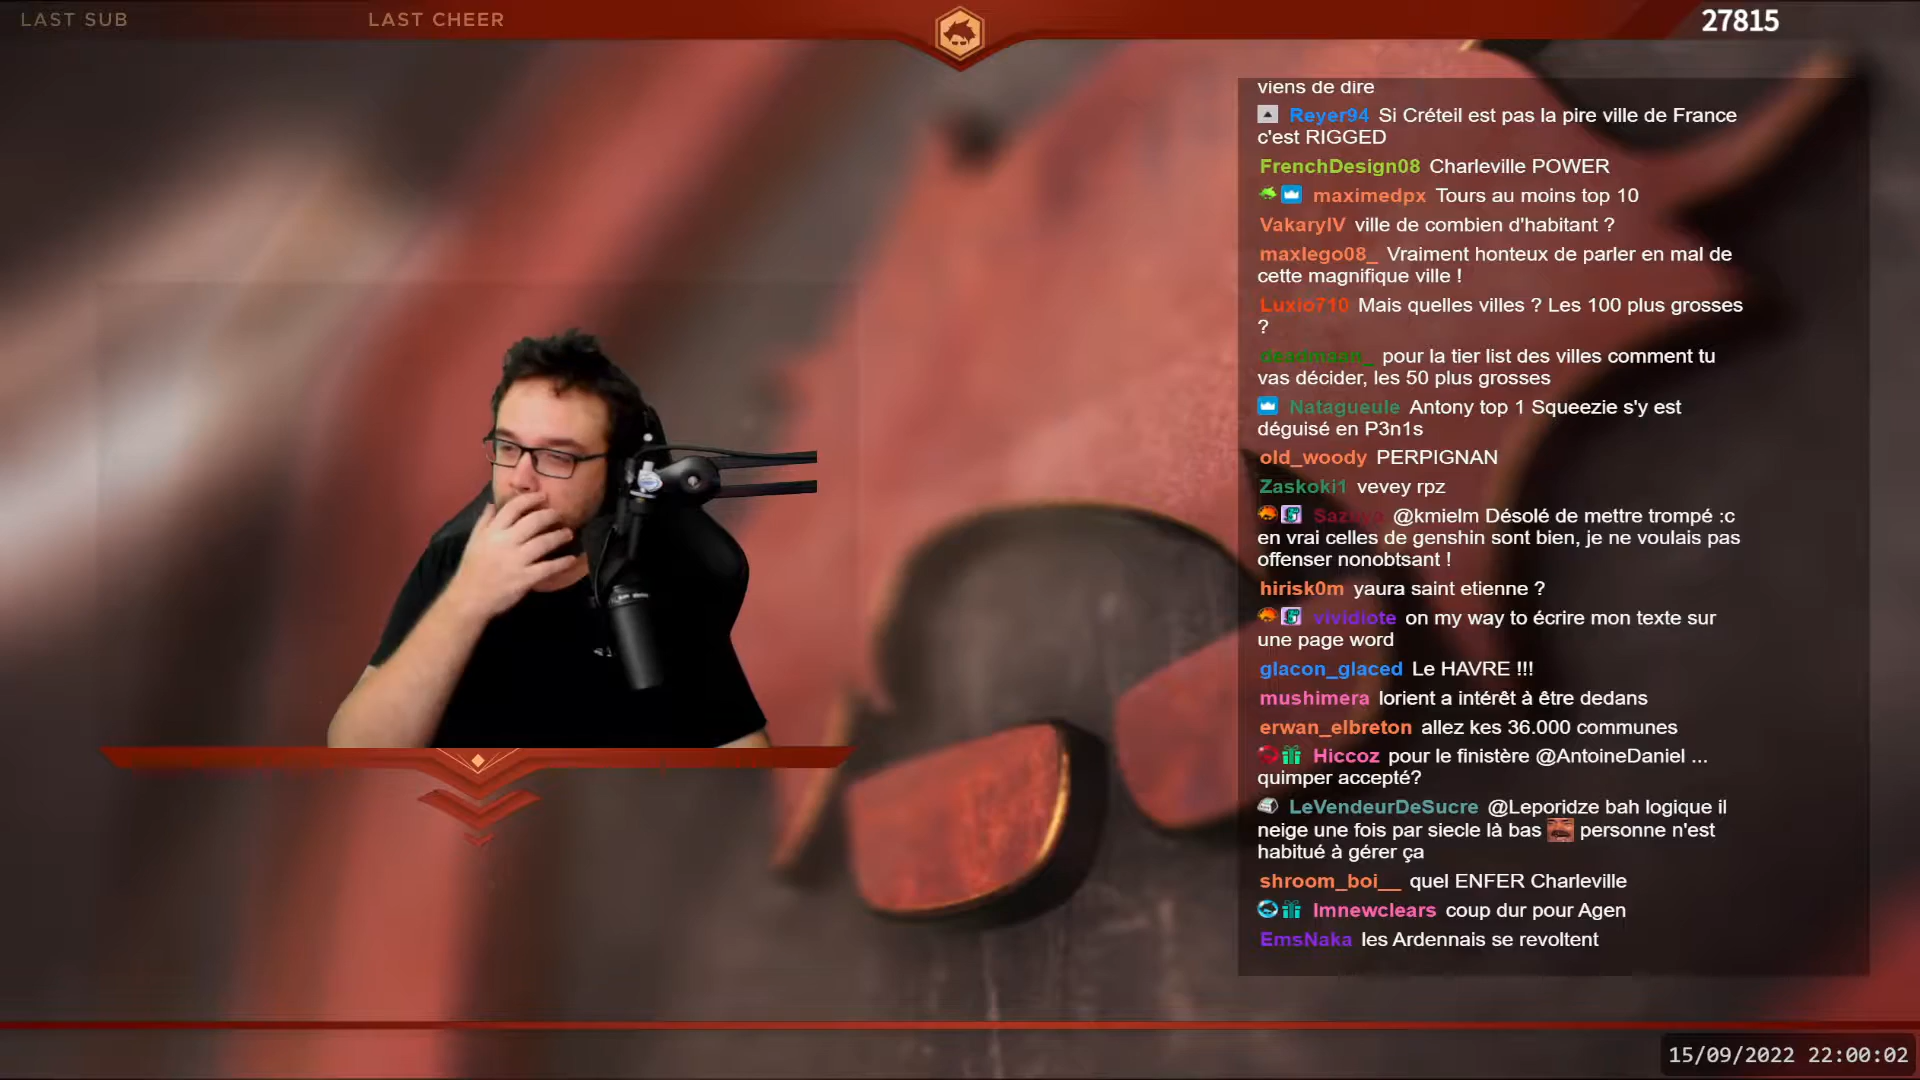 LAST SUB
LAST CHEER
27815
viens de dire
Reyer94 Si Créteil est pas la pire ville de France
c'est RIGGED
FrenchDesign08 Charleville POWER
maximedpx Tours au moins top 10
VakaryIV ville de combien d'habitant ?
maxlego08_ Vraiment honteux de parler en mal de
cette magnifique ville !
Luxio710 Mais quelles villes ? Les 100 plus grosses
?
deadmaan_ pour la tier list des villes comment tu
vas décider, les 50 plus grosses
Natagueule Antony top 1 Squeezie s'y est
déguisé en P3n1s
old_woody PERPIGNAN
Zaskoki1 vevey rpz
@kmielm Désolé de mettre trompé :c
en vrai celles de genshin sont bien, je ne voulais pas
offenser nonobtsant !
hirisk0m yaura saint etienne ?
vividiote on my way to écrire mon texte sur
une page word
glacon_glaced Le HAVRE !!!
mushimera lorient a intérêt à être dedans
erwan_elbreton allez kes 36.000 communes
Hiccoz pour le finistère @AntoineDaniel ...
quimper accepté?
LeVendeurDeSucre @Leporidze bah logique il
neige une fois par siecle là bas personne n'est
habitué à gérer ça
shroom_boi__ quel ENFER Charleville
Imnewclears coup dur pour Agen
EmsNaka les Ardennais se revoltent
15/09/2022 22:00:02